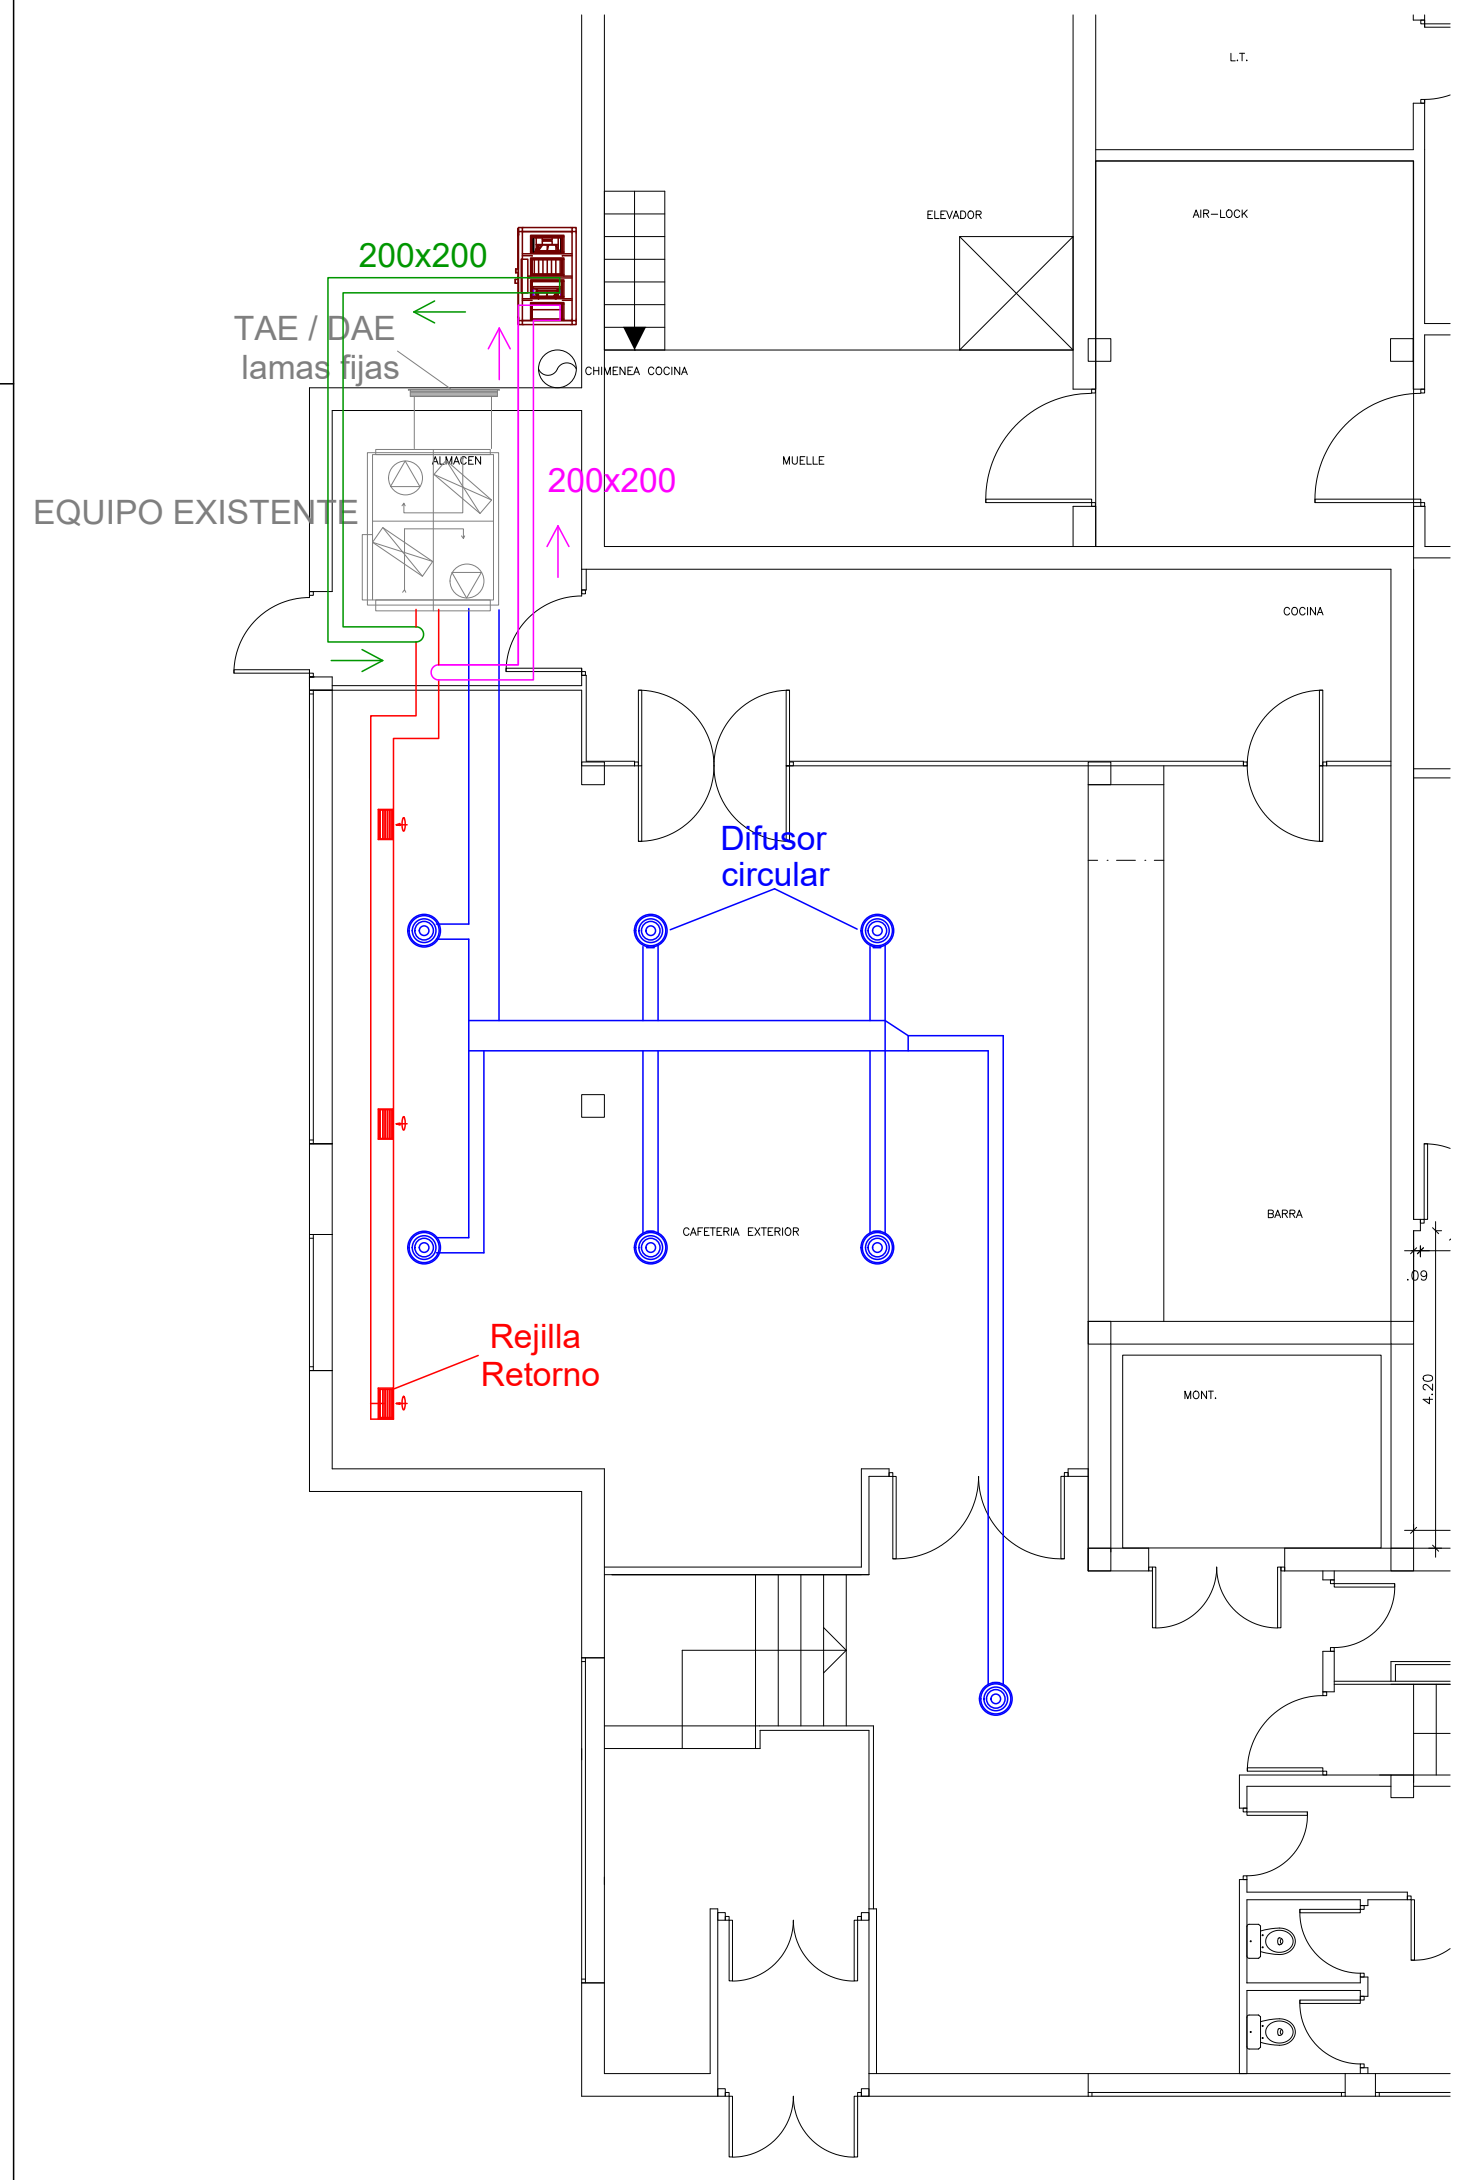 L.T.
ELEVADOR
AIR-LOCK
200x200
TAE / DAE
lamas fijas
CHIMENEA COCINA
ALMACEN
MUELLE
200x200
EQUIPO EXISTENTE
COCINA
Difusor
circular
BARRA
CAFETERIA EXTERIOR
.09
Rejilla
Retorno
MONT.
4.20